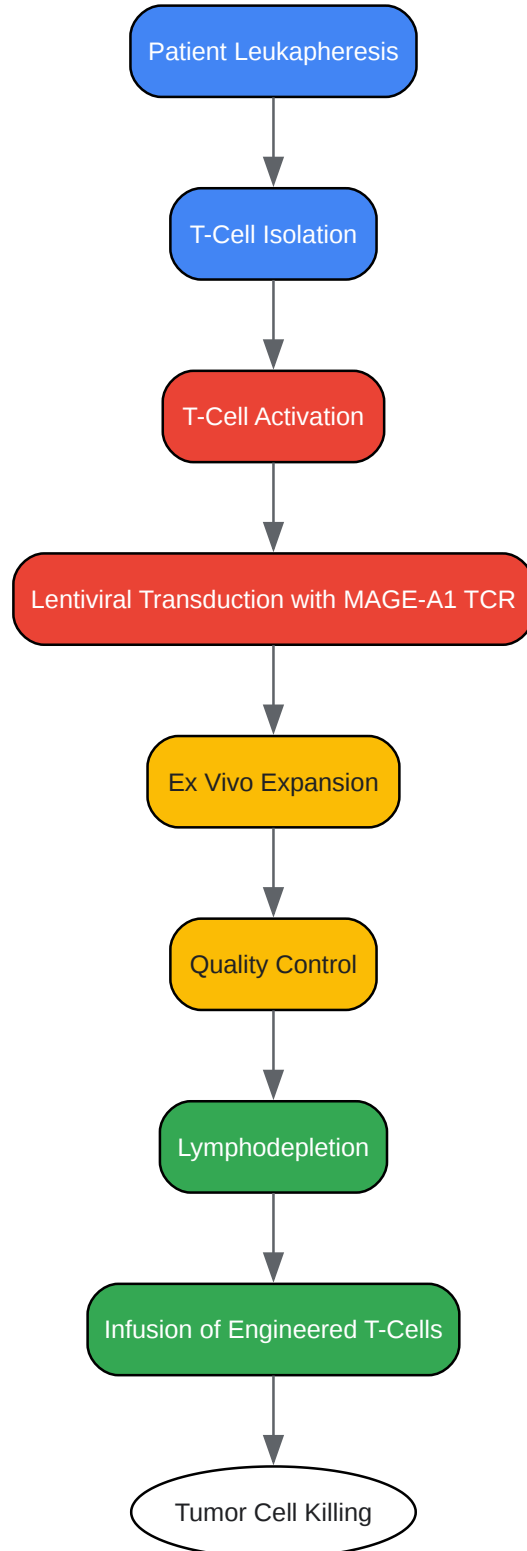 Patient Leukapheresis
T-Cell Isolation
T-Cell Activation
Lentiviral Transduction with MAGE-A1 TCR
Ex Vivo Expansion
Quality Control
Lymphodepletion
Infusion of Engineered T-Cells
Tumor Cell Killing